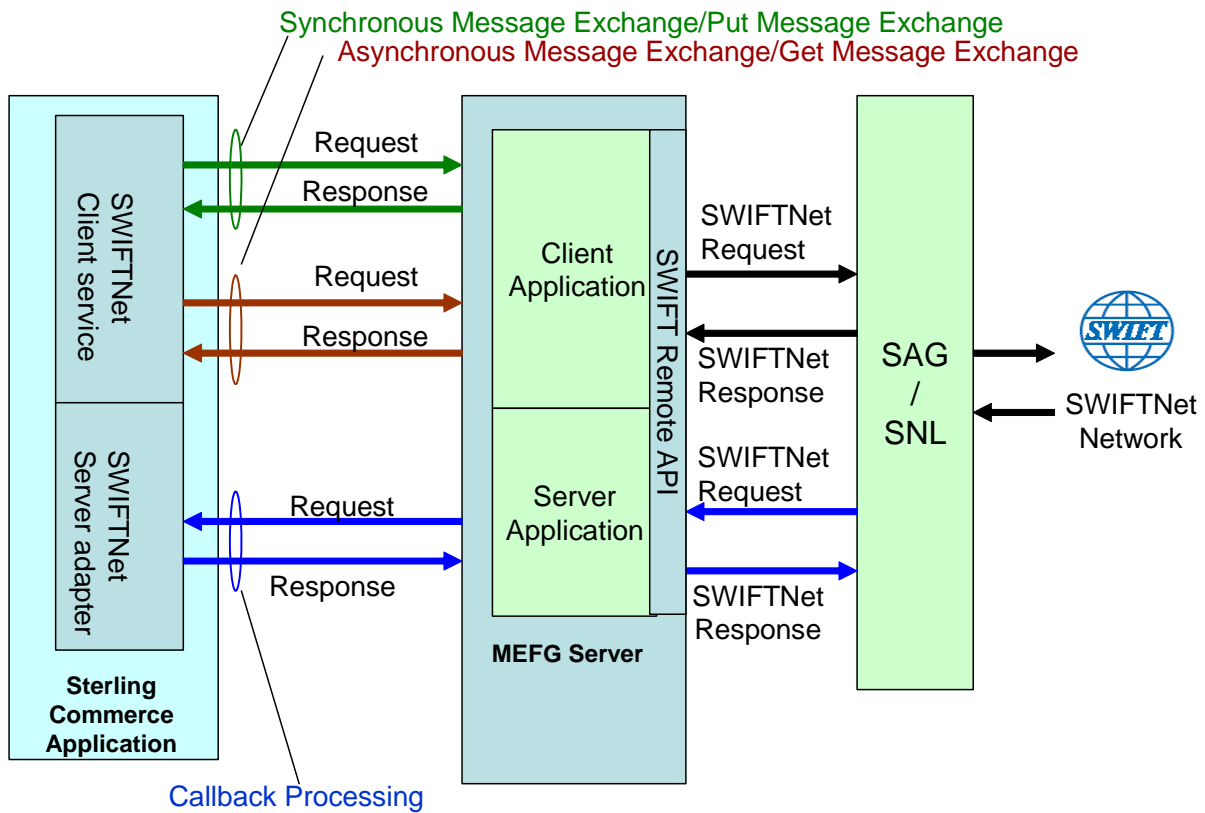 Synchronous Message Exchange/Put Message Exchange
Asynchronous Message Exchange/Get Message Exchange
SWIFTNet
Client service
SWIFTNet
Server adapter
Sterling
Commerce
Application
Request
Response
Request
Response
Request
Response
Callback Processing
Client
Application
Server
Application
SWIFT Remote API
MEFG Server
SWIFTNet
Request
SWIFTNet
Response
SWIFTNet
Request
SWIFTNet
Response
SAG
/
SNL
SWIFT
SWIFTNet
Network